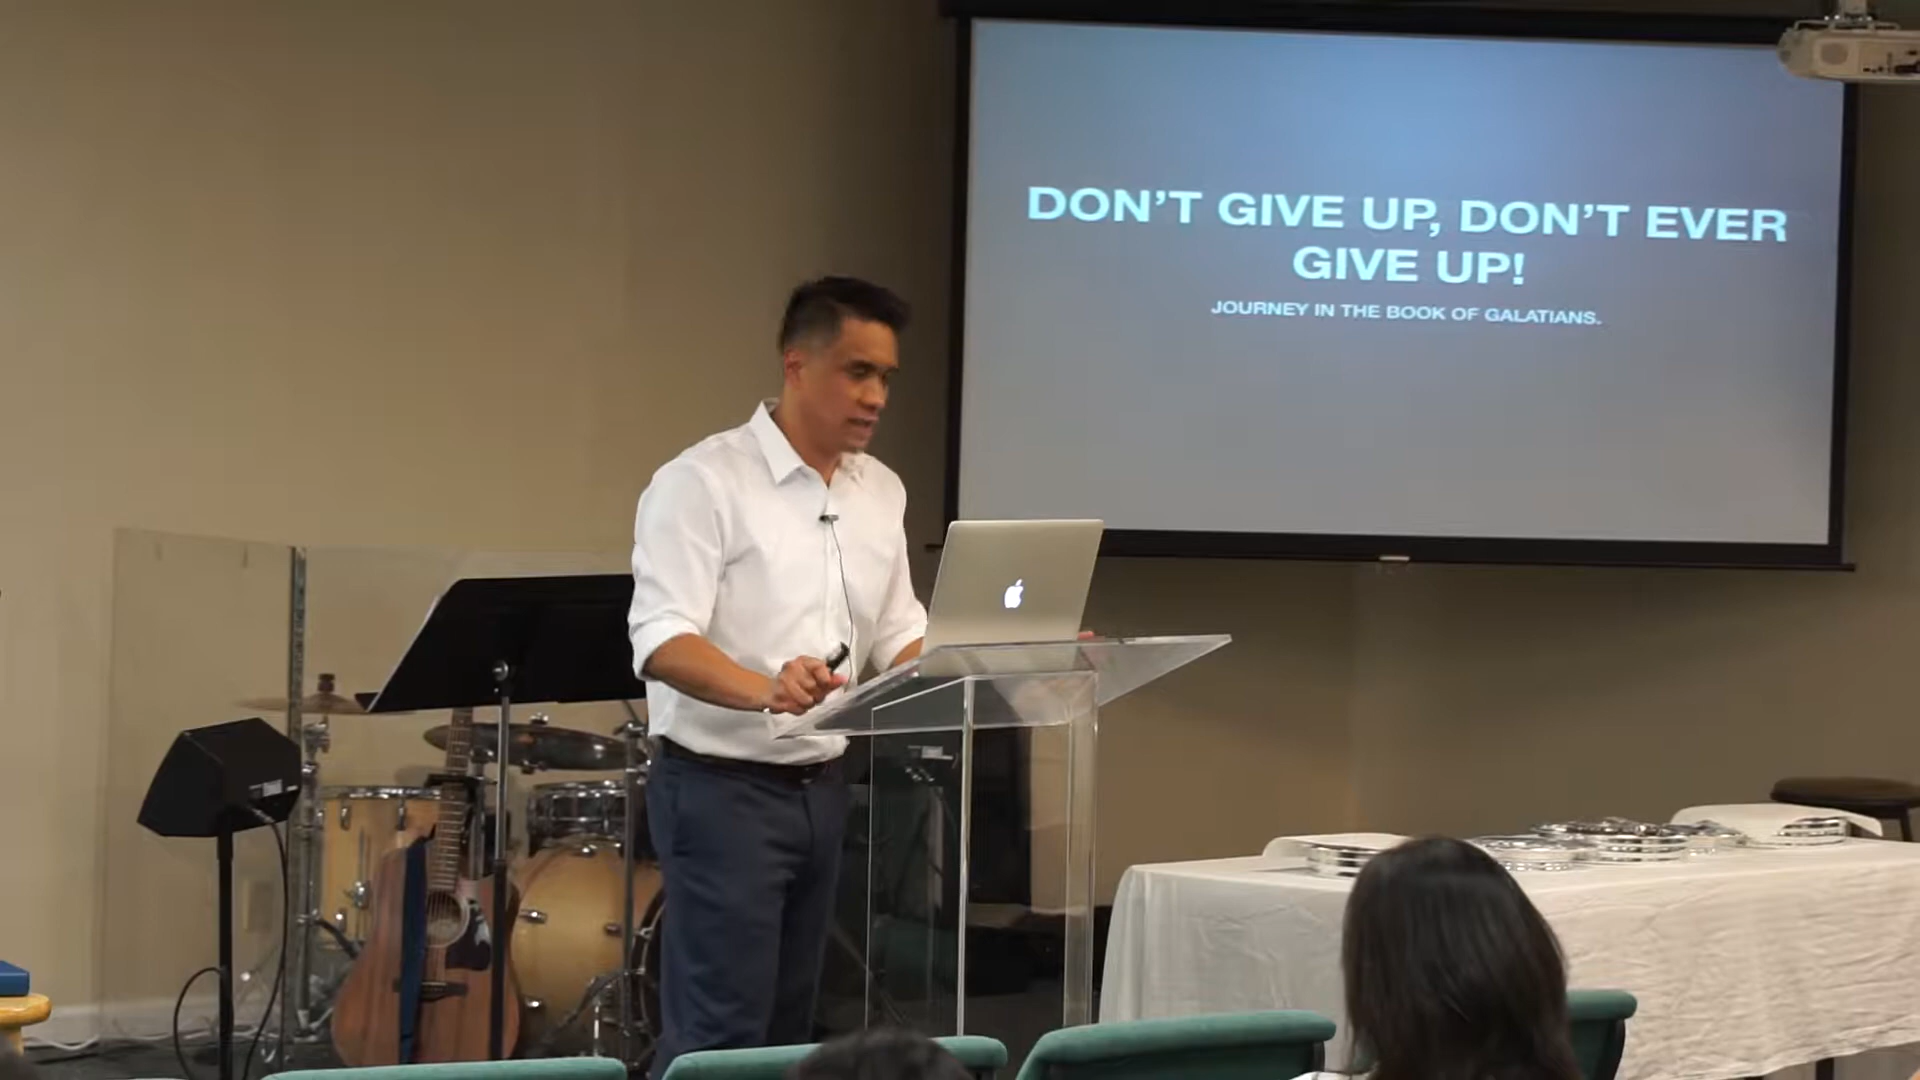 DON'T GIVE UP, DON'T EVER
GIVE UP!
JOURNEY IN THE BOOK OF GALATIANS.